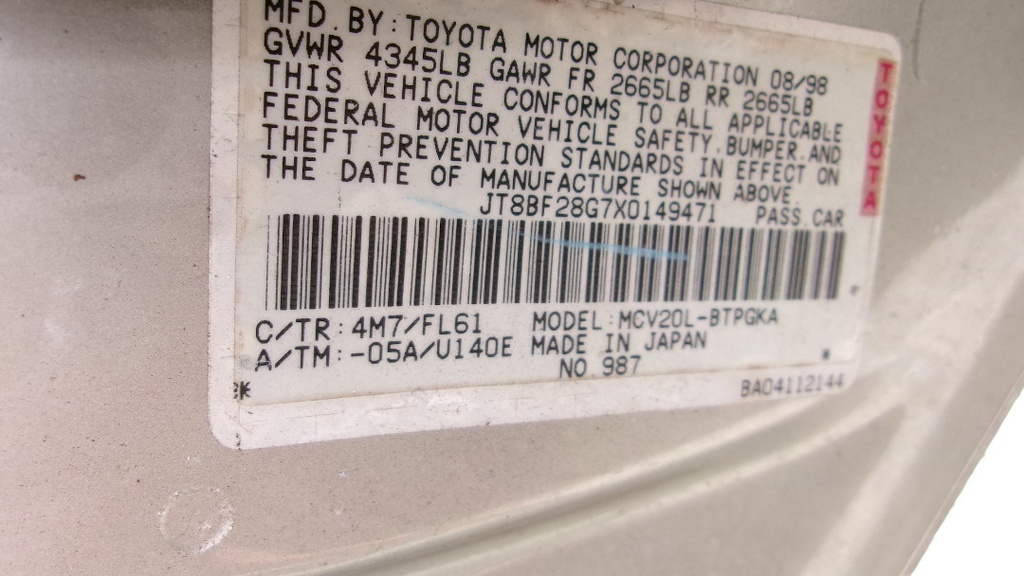 MFD. BY: TOYOTA MOTOR CORPORATION 08/98
GVWR 4345LB GAWR FR 2665LB RR 2665LB
THIS VEHICLE CONFORMS TO ALL APPLICABLE
FEDERAL MOTOR VEHICLE SAFETY, BUMPER, AND
THEFT PREVENTION STANDARDS IN EFFECT ON
THE DATE OF MANUFACTURE SHOWN ABOVE.
JT8BF28G7X0149471 PASS.CAR
C/TR: 4M7/FL61 MODEL: MCV20L-BTPGKA
A/TM: -05A/U140E MADE IN JAPAN
NO 987
BA04112144
TOYOTA